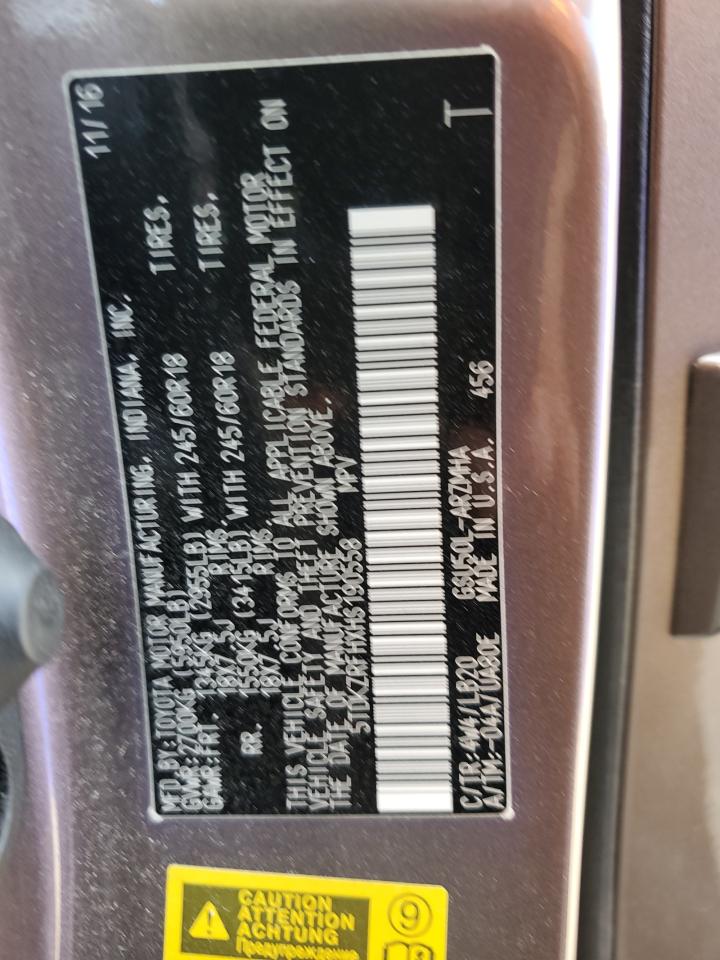 MFD. BY: TOYOTA MOTOR MANUFACTURING, INDIANA, INC. 11/16
GVWR: 2700KG (5950LB)
GAWR: FRT. 1345KG (2955LB) WITH 245/60R18 TIRES,
18X7.5J RIMS,
RR. 1550KG (3415LB) WITH 245/60R18 TIRES,
18X7.5J RIMS,
THIS VEHICLE CONFORMS TO ALL APPLICABLE FEDERAL MOTOR
VEHICLE SAFETY AND THEFT PREVENTION STANDARDS IN EFFECT ON
THE DATE OF MANUFACTURE SHOWN ABOVE.
5TDKZRFHXHS190558 MPV
C/TR: 4W4/LB20 GSU50L-ARZMHA T
A/TM: -04A/UA80E MADE IN U.S.A. 456
CAUTION
ATTENTION
ACHTUNG
Предупреждение
9